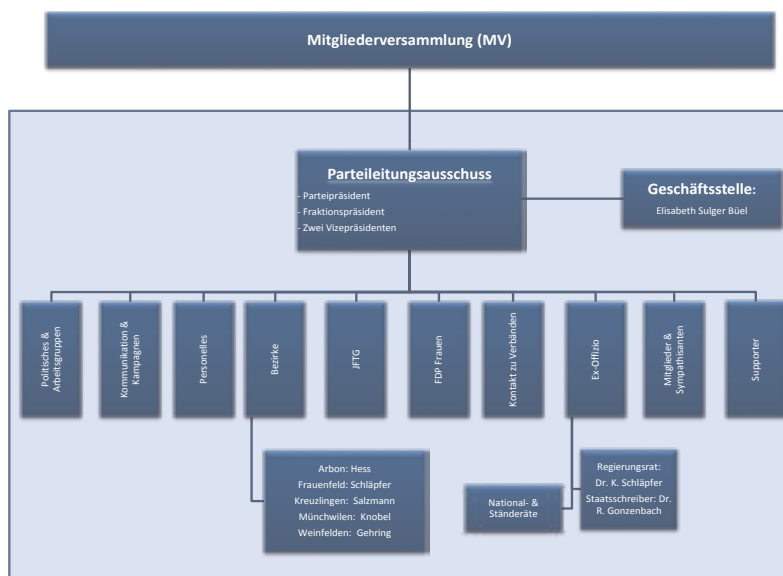 Mitgliederversammlung (MV)
Parteileitungsausschuss
- Parteipräsident
- Fraktionspräsident
- Zwei Vizepräsidenten
Geschäftsstelle:
Elisabeth Sulger Büel
Politisches &
Arbeitsgruppen
Kommunikation &
Kampagnen
Personelles
Bezirke
JFTG
FDP Frauen
Kontakt zu Verbänden
Ex-Offizio
Mitglieder &
Sympathisanten
Supporter
Arbon: Hess
Frauenfeld: Schläpfer
Kreuzlingen: Salzmann
Münchwilen: Knobel
Weinfelden: Gehring
National- &
Ständeräte
Regierungsrat:
Dr. K. Schläpfer
Staatsschreiber: Dr.
R. Gonzenbach